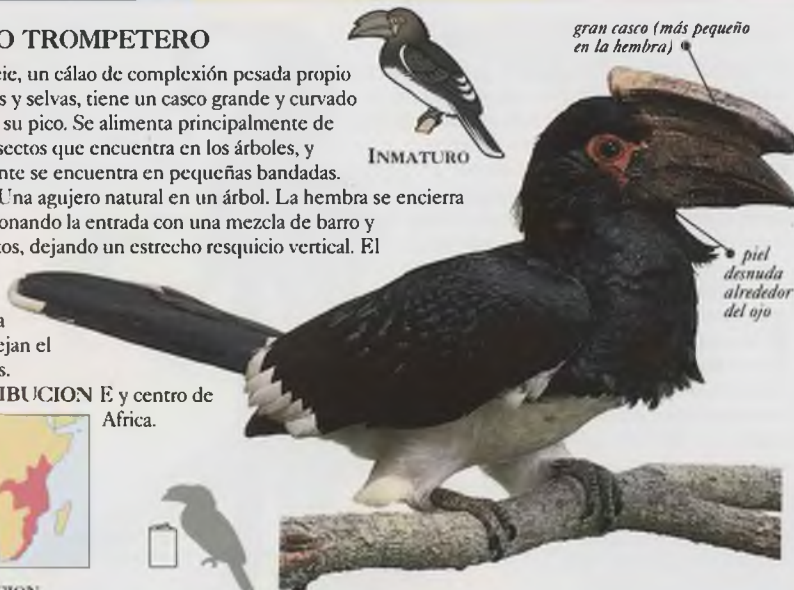 O TROMPETERO
cie, un cálao de complexión pesada propio
s y selvas, tiene un casco grande y curvado
su pico. Se alimenta principalmente de
sectos que encuentra en los árboles, y
nte se encuentra en pequeñas bandadas.
Una agujero natural en un árbol. La hembra se encierra
onando la entrada con una mezcla de barro y
tos, dejando un estrecho resquicio vertical. El
a
ejan el
s.
IBUCION E y centro de
Africa.
INMATURO
gran casco (más pequeño
en la hembra)
piel
desnuda
alrededor
del ojo